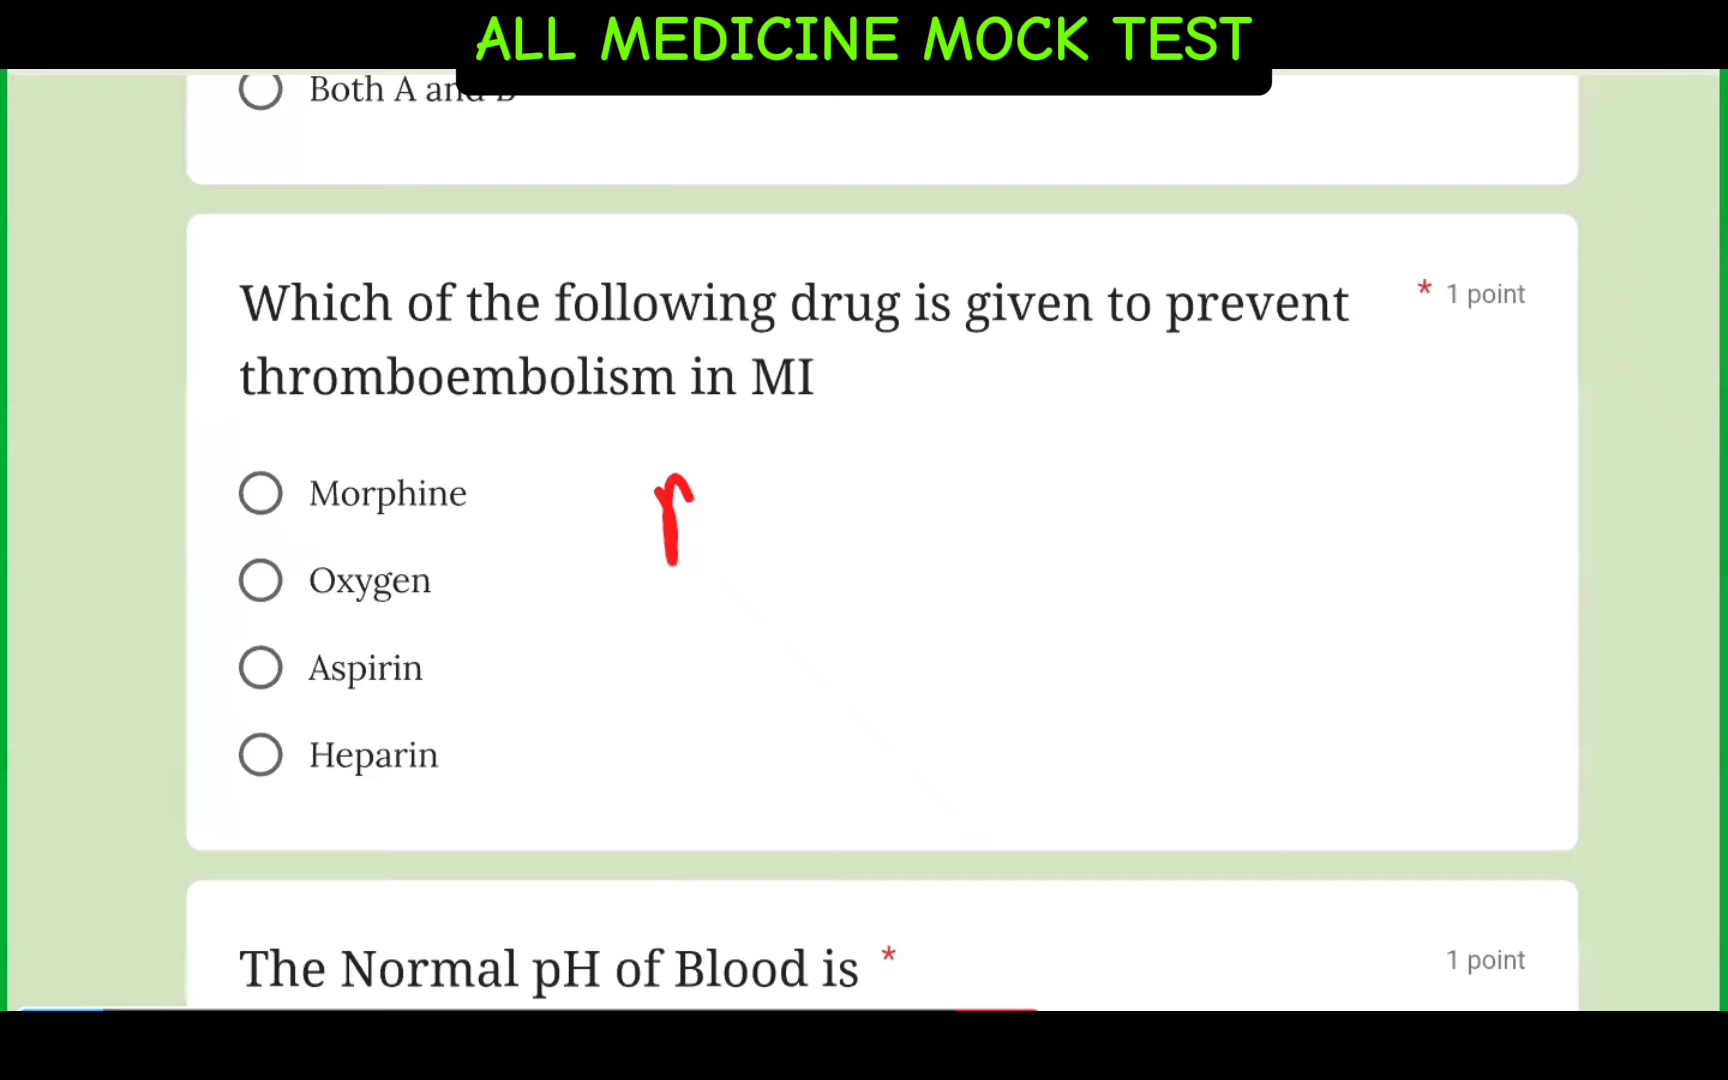 ALL MEDICINE MOCK TEST
Both A and B
Which of the following drug is given to prevent * 1 point
thromboembolism in MI
Morphine
r
Oxygen
Aspirin
Heparin
The Normal pH of Blood is * 1 point